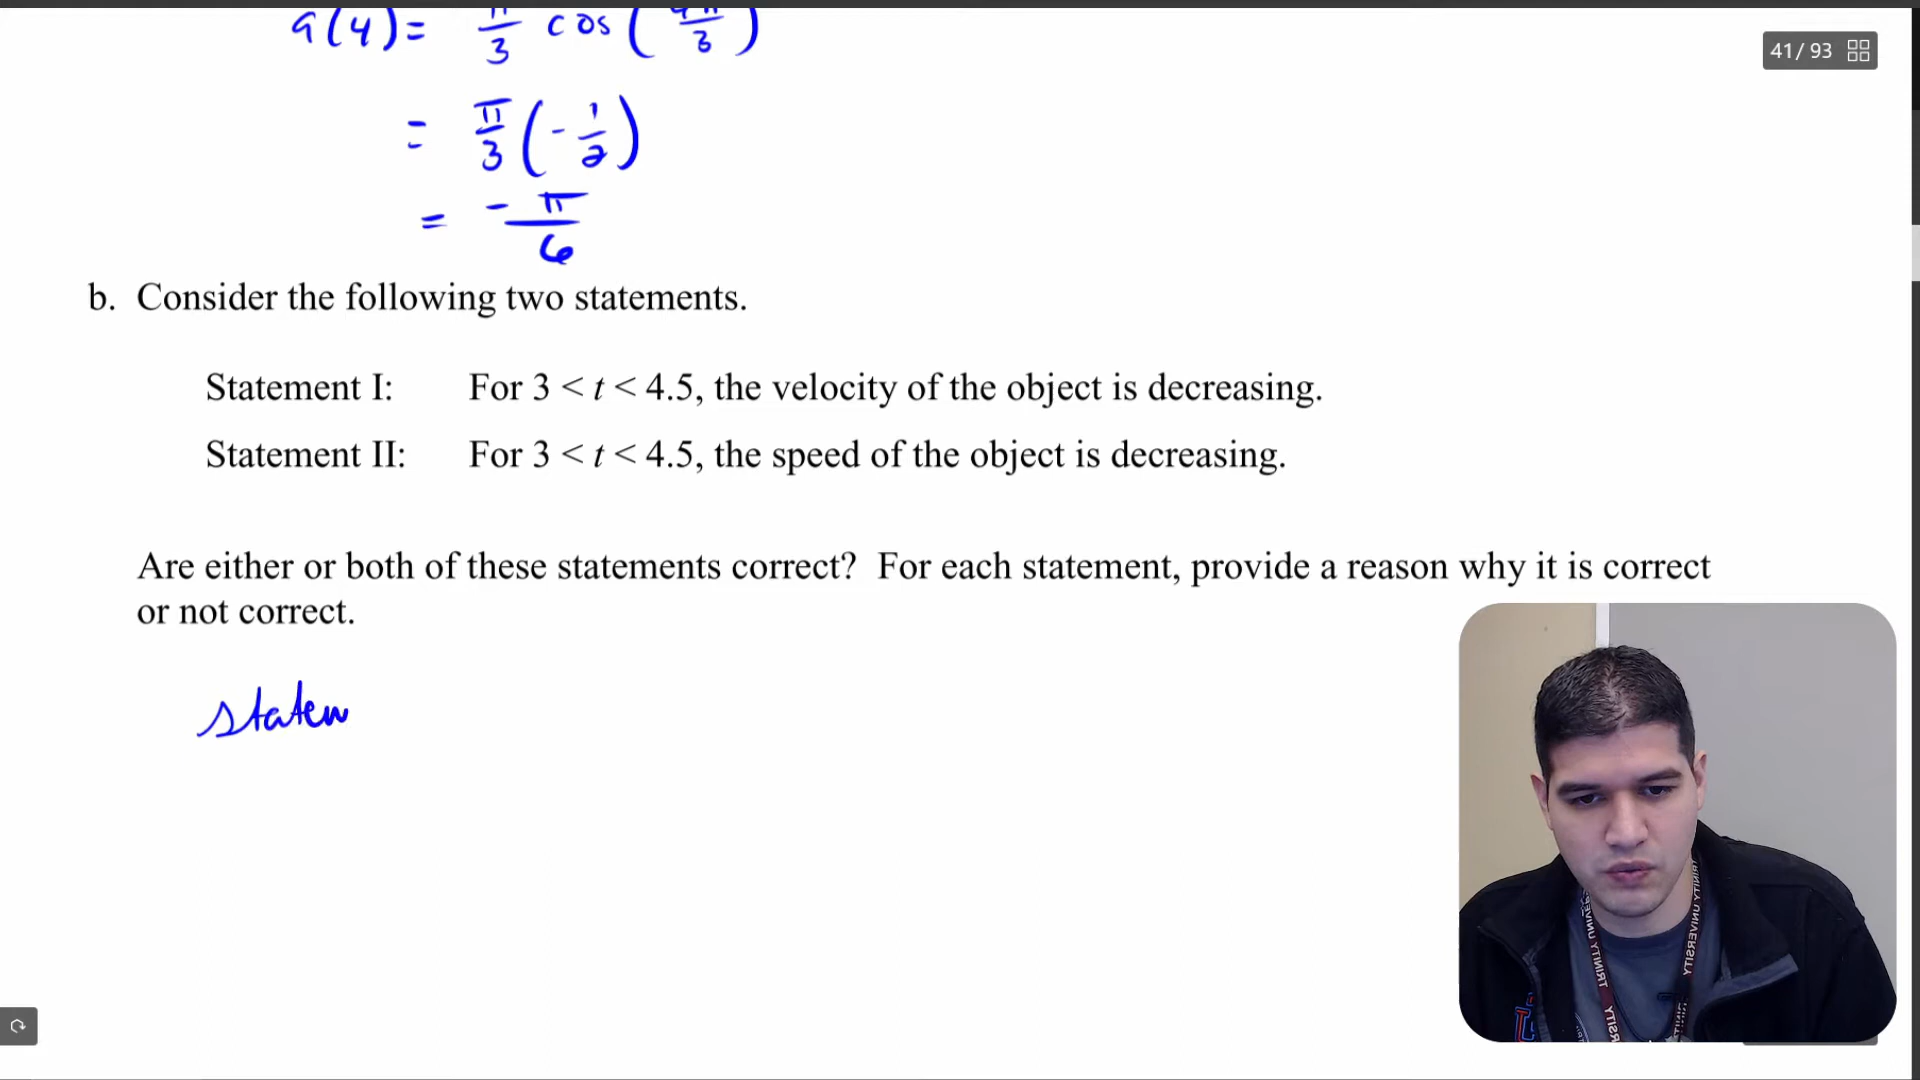 a(4) = π/3 cos (4π/3)
41 / 93
= π/3 (- 1/2)
= - π/6
b. Consider the following two statements.
Statement I: For 3 < t < 4.5, the velocity of the object is decreasing.
Statement II: For 3 < t < 4.5, the speed of the object is decreasing.
Are either or both of these statements correct? For each statement, provide a reason why it is correct
or not correct.
statem
TRINITY UNIVERSITY
TRINITY UNIVERSITY